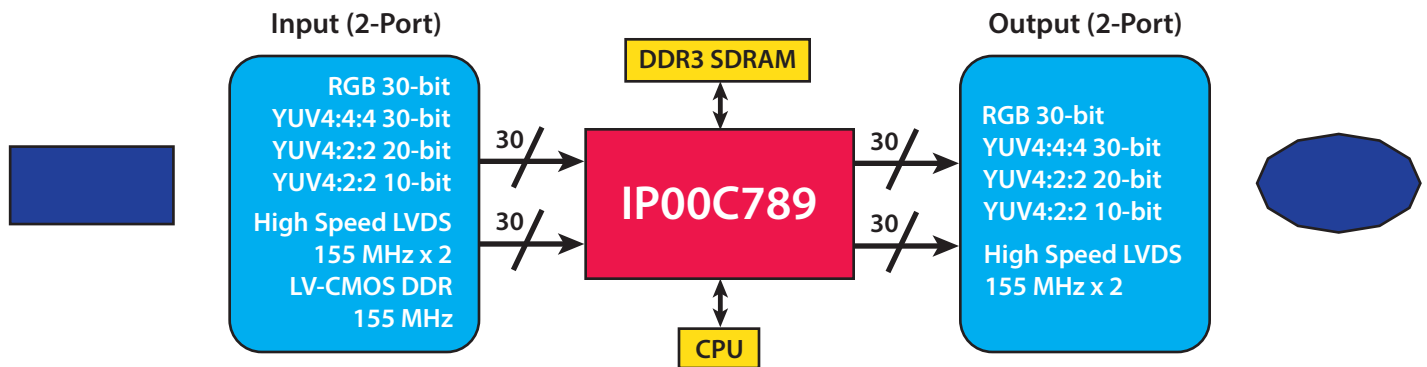 Input (2-Port)
RGB 30-bit
YUV4:4:4 30-bit
YUV4:2:2 20-bit
YUV4:2:2 10-bit
High Speed LVDS
155 MHz x 2
LV-CMOS DDR
155 MHz
30
30
DDR3 SDRAM
IP00C789
CPU
30
30
Output (2-Port)
RGB 30-bit
YUV4:4:4 30-bit
YUV4:2:2 20-bit
YUV4:2:2 10-bit
High Speed LVDS
155 MHz x 2